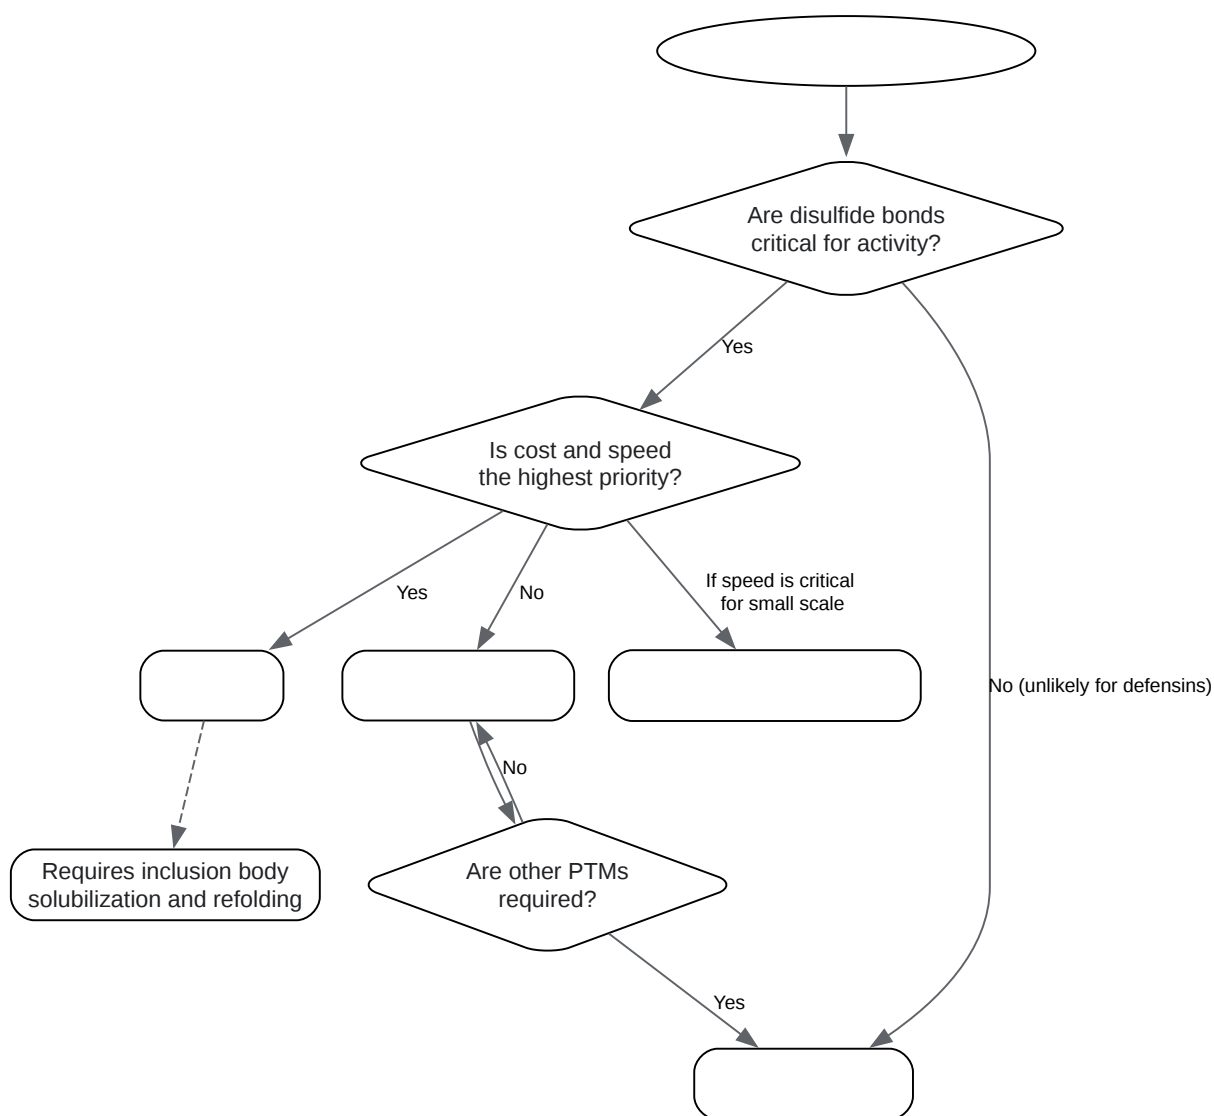 Are disulfide bonds
critical for activity?
Yes
Is cost and speed
the highest priority?
Yes
No
If speed is critical
for small scale
No (unlikely for defensins)
No
Requires inclusion body
solubilization and refolding
Are other PTMs
required?
Yes